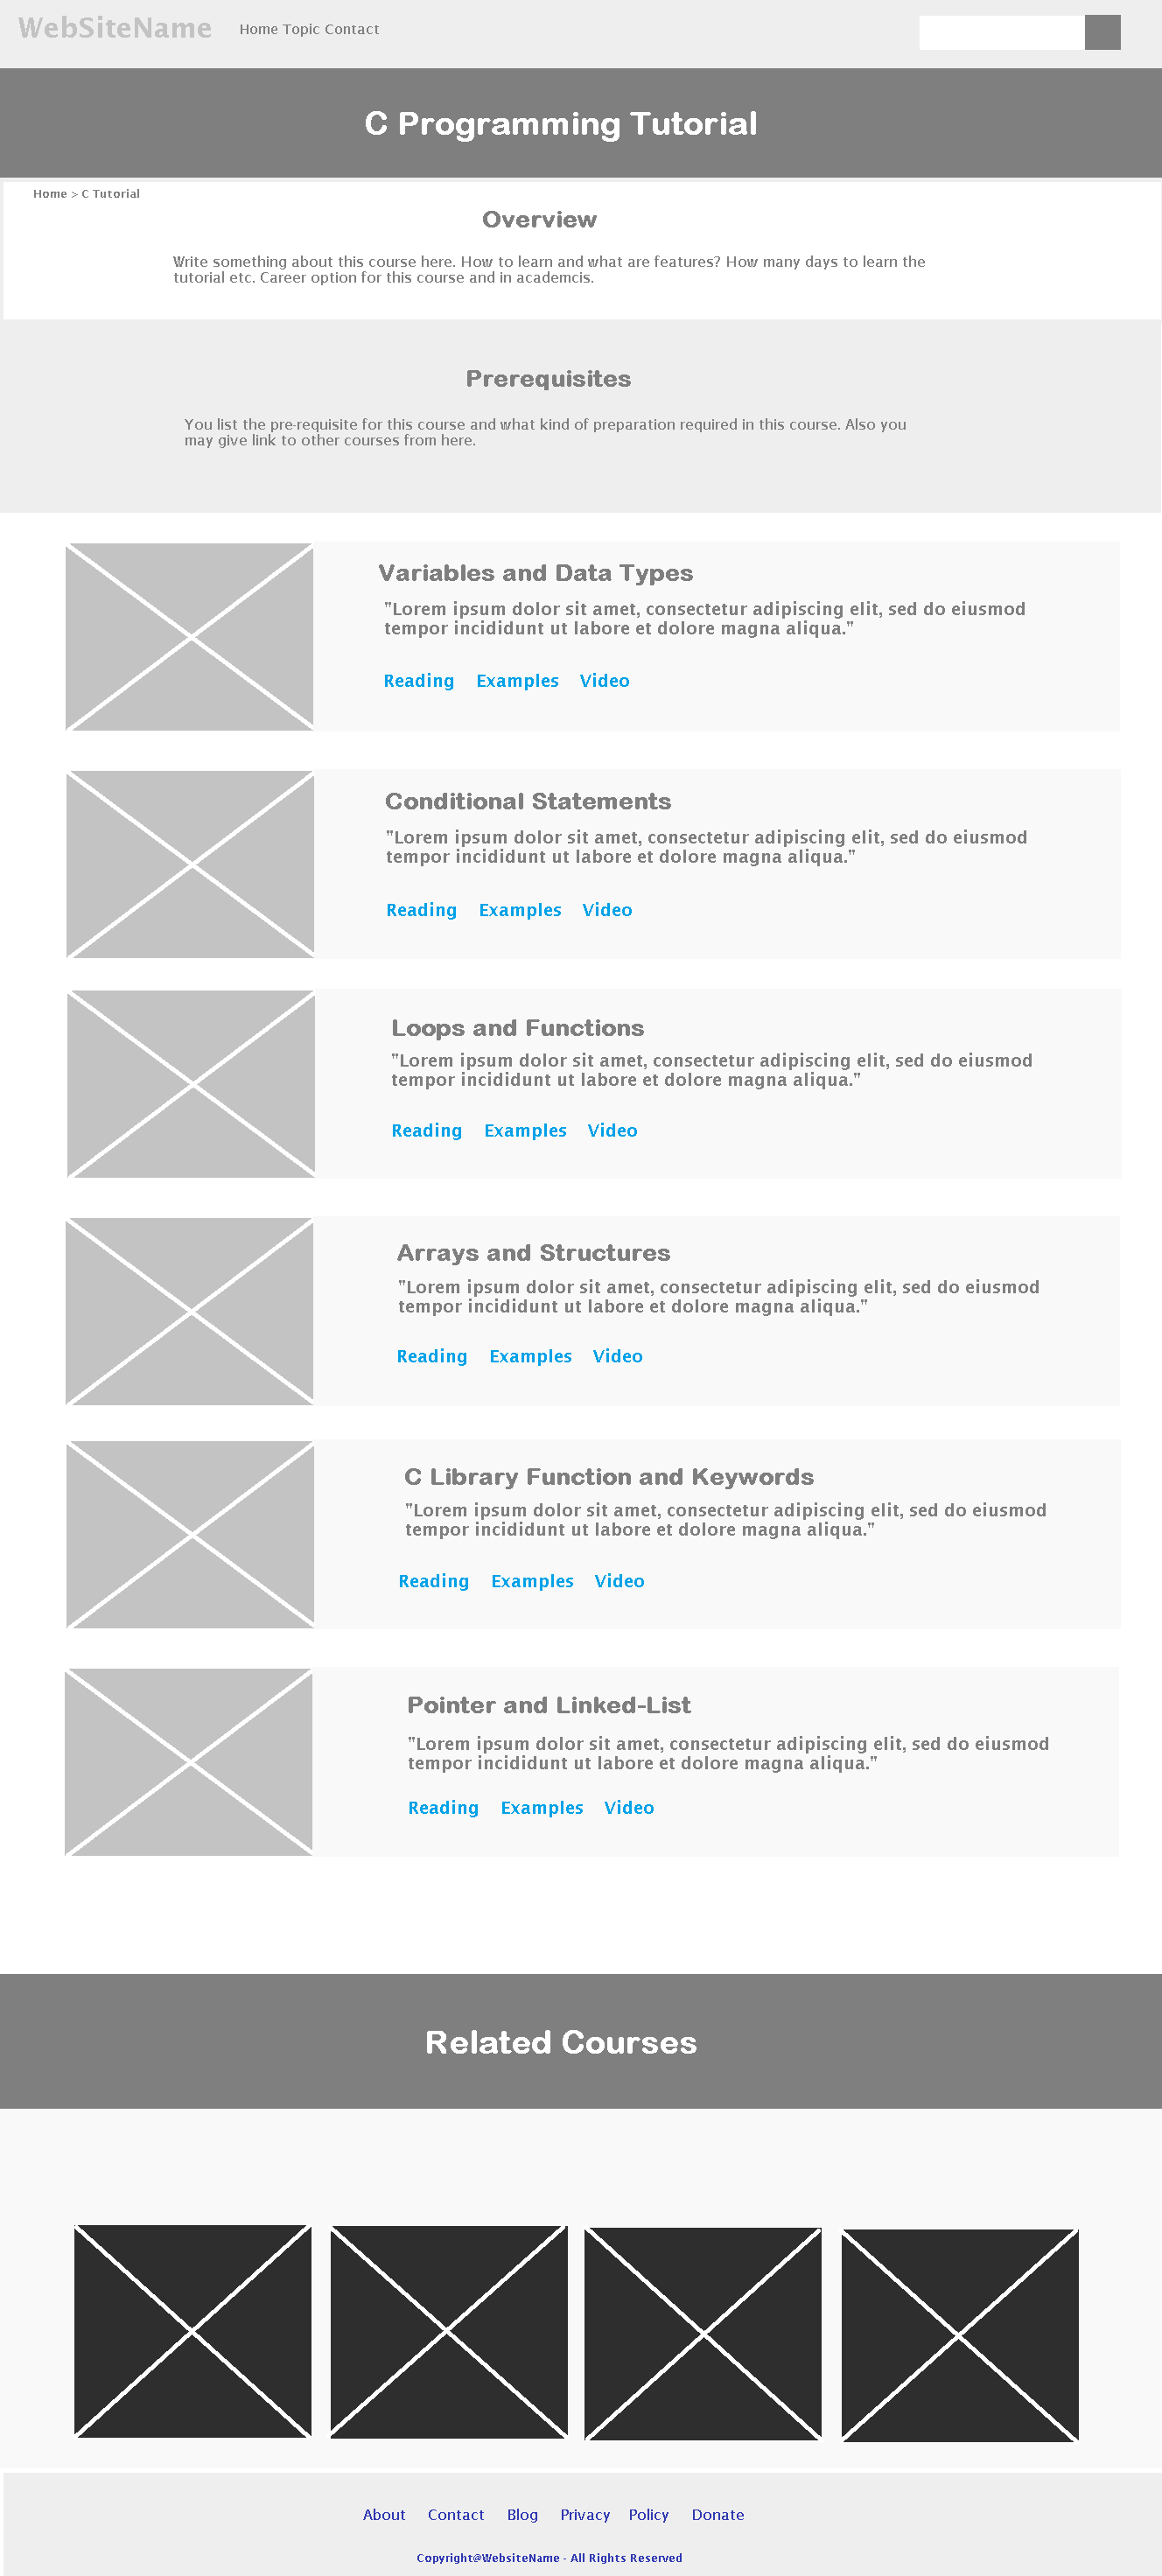 WebSiteName Home Topic Contact
C Programming Tutorial
Home > C Tutorial
Overview
Write something about this course here. How to learn and what are features? How many days to learn the
tutorial etc. Career option for this course and in academcis.
Prerequisites
You list the pre-requisite for this course and what kind of preparation required in this course. Also you
may give link to other courses from here.
Variables and Data Types
"Lorem ipsum dolor sit amet, consectetur adipiscing elit, sed do eiusmod
tempor incididunt ut labore et dolore magna aliqua."
Reading Examples Video
Conditional Statements
"Lorem ipsum dolor sit amet, consectetur adipiscing elit, sed do eiusmod
tempor incididunt ut labore et dolore magna aliqua."
Reading Examples Video
Loops and Functions
"Lorem ipsum dolor sit amet, consectetur adipiscing elit, sed do eiusmod
tempor incididunt ut labore et dolore magna aliqua."
Reading Examples Video
Arrays and Structures
"Lorem ipsum dolor sit amet, consectetur adipiscing elit, sed do eiusmod
tempor incididunt ut labore et dolore magna aliqua."
Reading Examples Video
C Library Function and Keywords
"Lorem ipsum dolor sit amet, consectetur adipiscing elit, sed do eiusmod
tempor incididunt ut labore et dolore magna aliqua."
Reading Examples Video
Pointer and Linked-List
"Lorem ipsum dolor sit amet, consectetur adipiscing elit, sed do eiusmod
tempor incididunt ut labore et dolore magna aliqua."
Reading Examples Video
Related Courses
About Contact Blog Privacy Policy Donate
Copyright@WebsiteName - All Rights Reserved